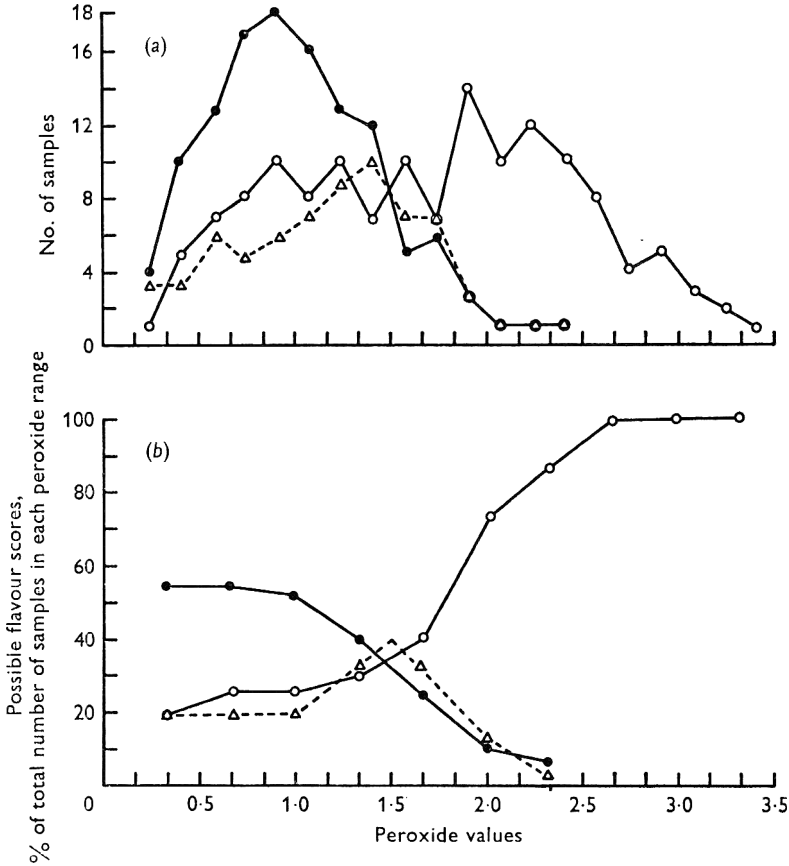 (a)
No. of samples
18
16
12
8
4
0
(b)
Possible flavour scores,
% of total number of samples in each peroxide range
100
80
60
40
20
0 0·5 1·0 1·5 2·0 2·5 3·0 3·5
Peroxide values